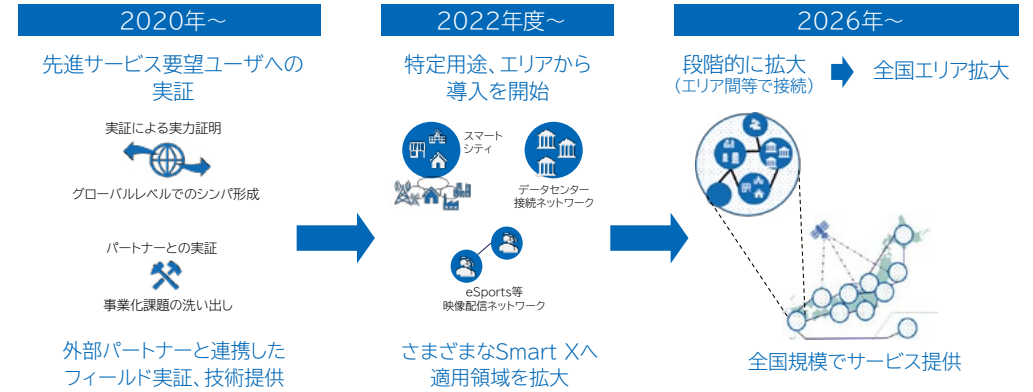 2020年～
先進サービス要望ユーザへの
実証
実証による実力証明
グローバルレベルでのシンパ形成
パートナーとの実証
事業化課題の洗い出し
外部パートナーと連携した
フィールド実証、技術提供
2022年度～
特定用途、エリアから
導入を開始
スマート
シティ
データセンター
接続ネットワーク
eSports等
映像配信ネットワーク
さまざまなSmart Xへ
適用領域を拡大
2026年～
段階的に拡大
（エリア間等で接続）
全国エリア拡大
全国規模でサービス提供